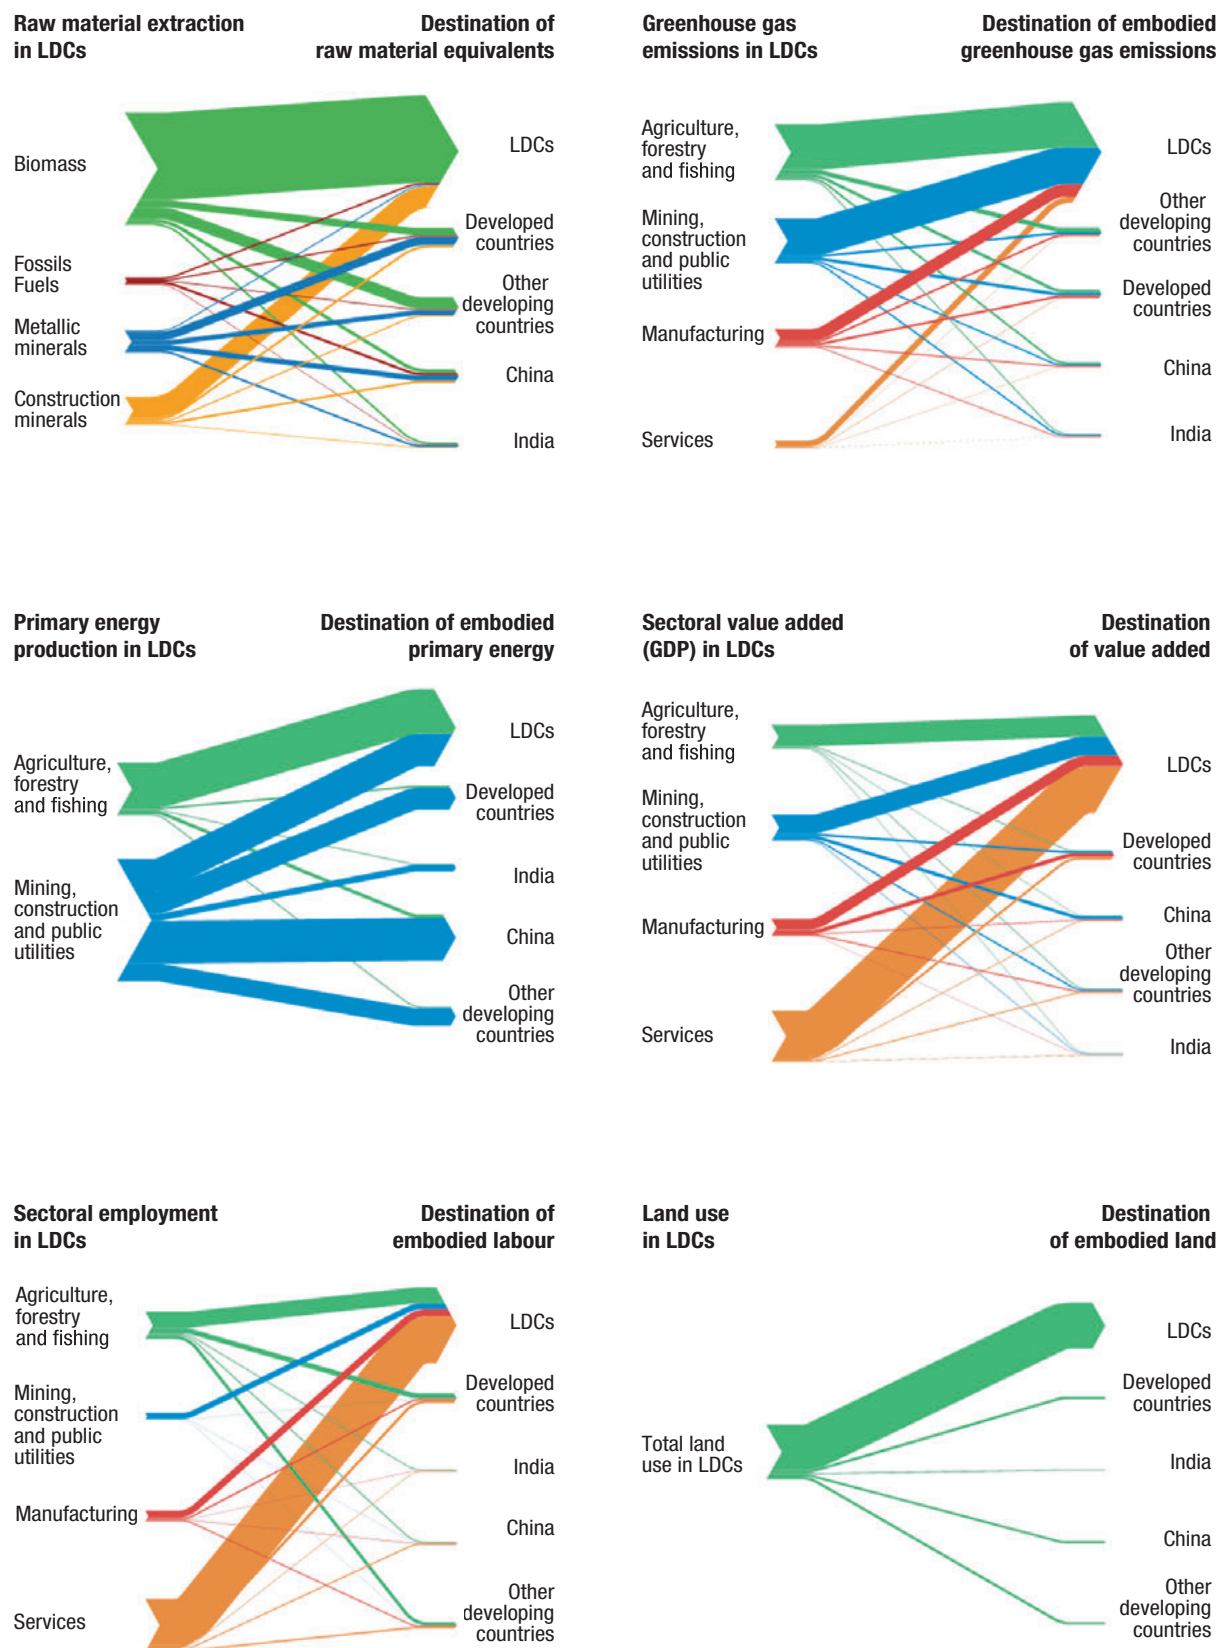 Raw material extraction
in LDCs
Destination of
raw material equivalents
Biomass
Fossils
Fuels
Metallic
minerals
Construction
minerals
LDCs
Developed
countries
Other
developing
countries
China
India
Greenhouse gas
emissions in LDCs
Destination of embodied
greenhouse gas emissions
Agriculture,
forestry
and fishing
Mining,
construction
and public
utilities
Manufacturing
Services
LDCs
Other
developing
countries
Developed
countries
China
India
Primary energy
production in LDCs
Destination of embodied
primary energy
Agriculture,
forestry
and fishing
Mining,
construction
and public
utilities
LDCs
Developed
countries
India
China
Other
developing
countries
Sectoral value added
(GDP) in LDCs
Destination
of value added
Agriculture,
forestry
and fishing
Mining,
construction
and public
utilities
Manufacturing
Services
LDCs
Developed
countries
China
Other
developing
countries
India
Sectoral employment
in LDCs
Destination of
embodied labour
Agriculture,
forestry
and fishing
Mining,
construction
and public
utilities
Manufacturing
Services
LDCs
Developed
countries
India
China
Other
developing
countries
Land use
in LDCs
Destination
of embodied land
Total land
use in LDCs
LDCs
Developed
countries
India
China
Other
developing
countries